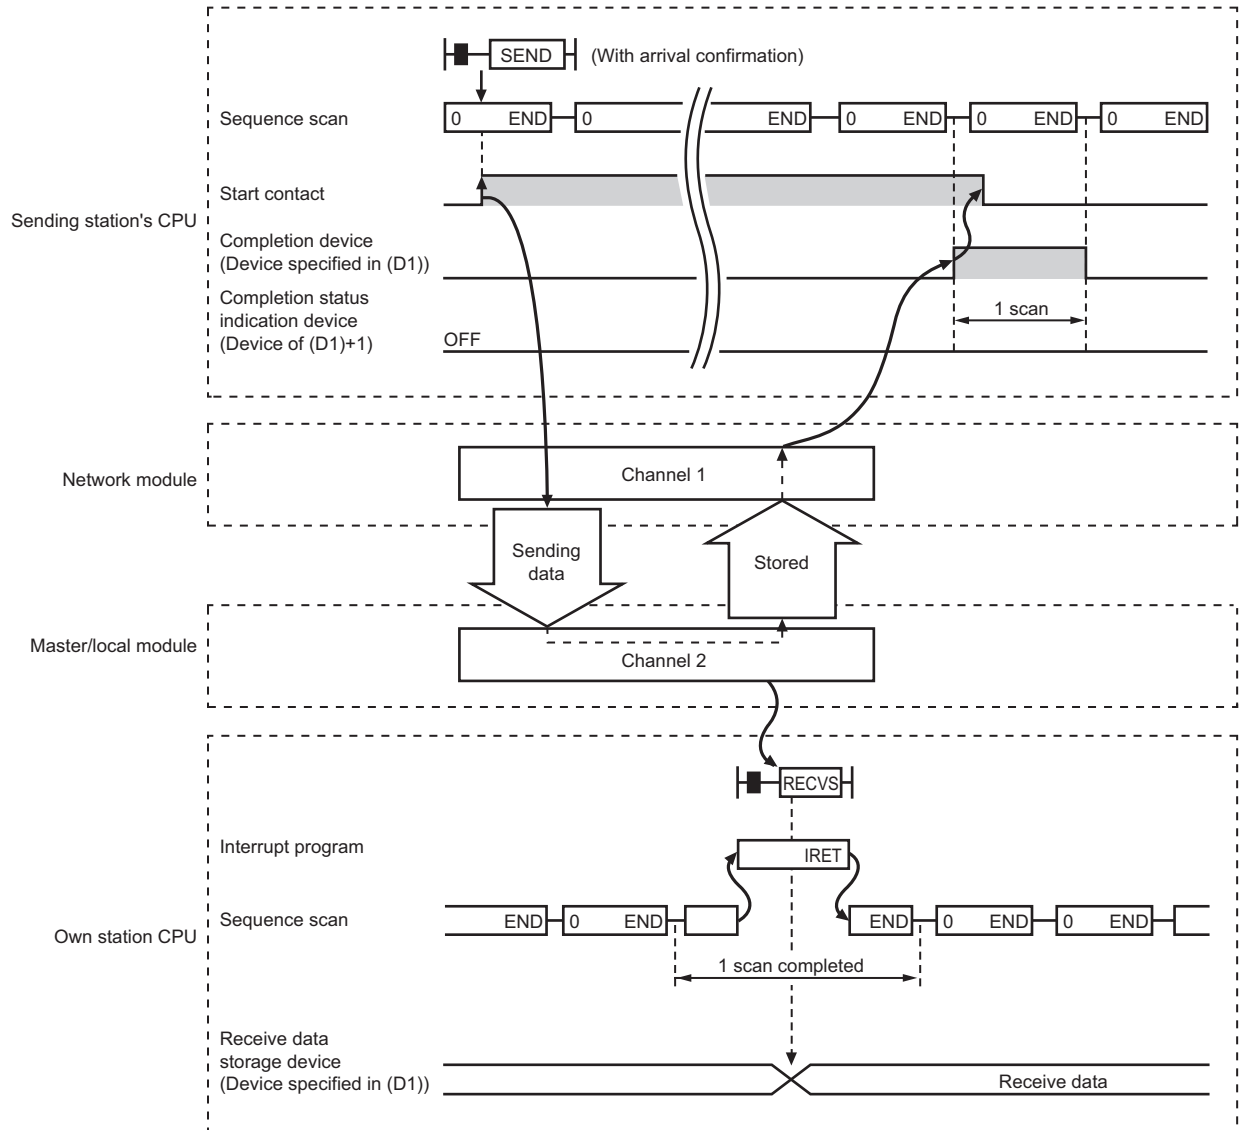 SEND (With arrival confirmation)
Sequence scan 0 END 0 END 0 END 0 END 0 END
Start contact
Sending station's CPU
Completion device
(Device specified in (D1))
Completion status
indication device
(Device of (D1)+1)
1 scan
OFF
Network module
Channel 1
Sending
data
Stored
Master/local module
Channel 2
RECVS
Interrupt program
IRET
Sequence scan END 0 END END 0 END 0 END
Own station CPU
1 scan completed
Receive data
storage device
(Device specified in (D1))
Receive data